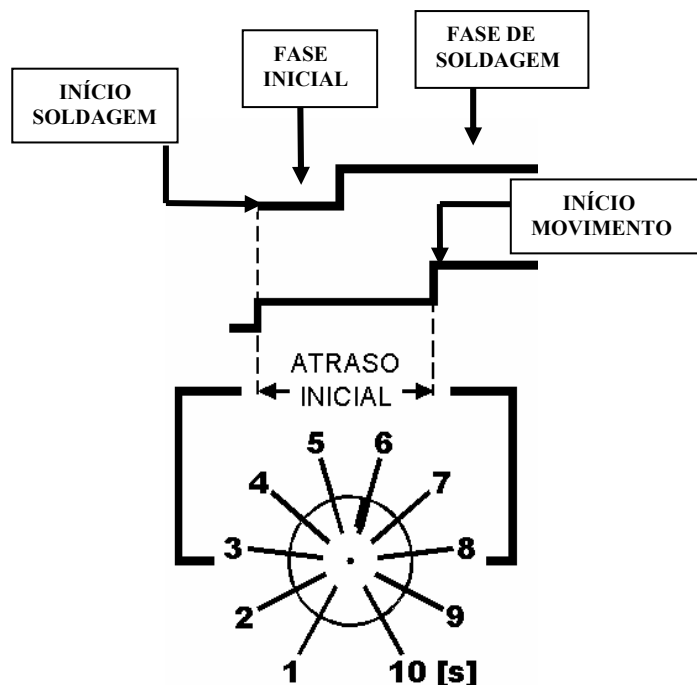 FASE
INICIAL
FASE DE
SOLDAGEM
INÍCIO
SOLDAGEM
INÍCIO
MOVIMENTO
ATRASO
INICIAL
5 6
4 7
3 8
2 9
1 10 [s]